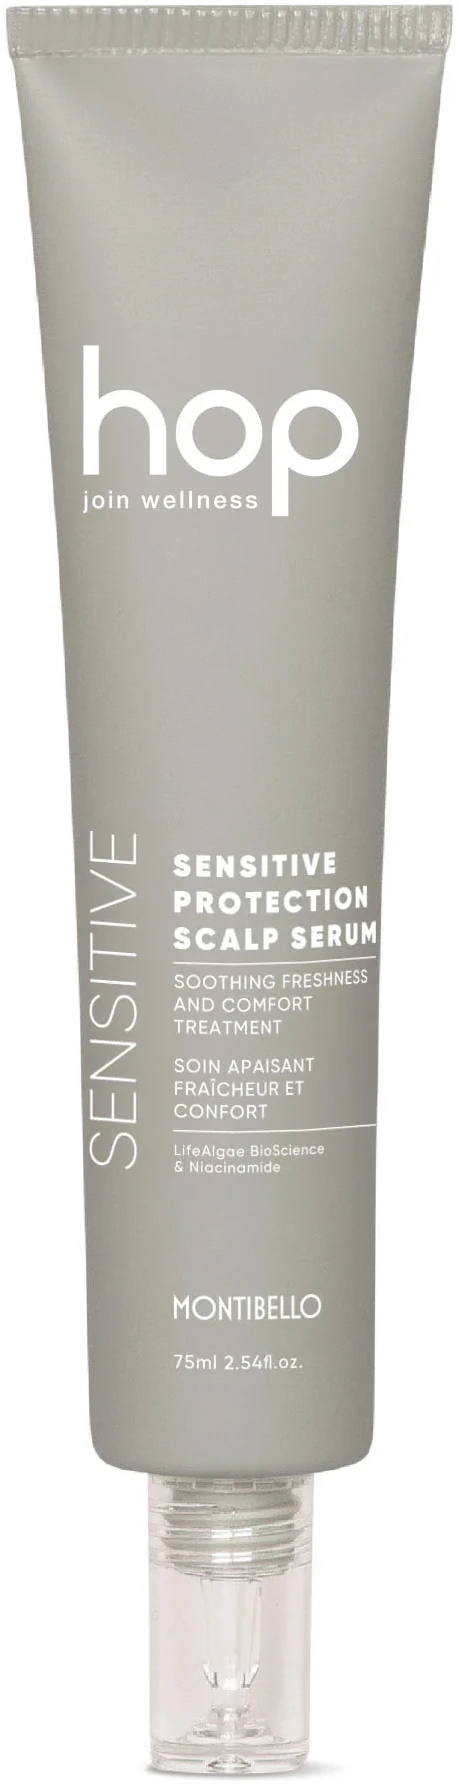 hop
join wellness
SENSITIVE
SENSITIVE
PROTECTION
SCALP SERUM
SOOTHING FRESHNESS
AND COMFORT
TREATMENT
SOIN APAISANT
FRAÎCHEUR ET
CONFORT
LifeAlgae BioScience
& Niacinamide
MONTIBELLO
75ml 2.54fl.oz.